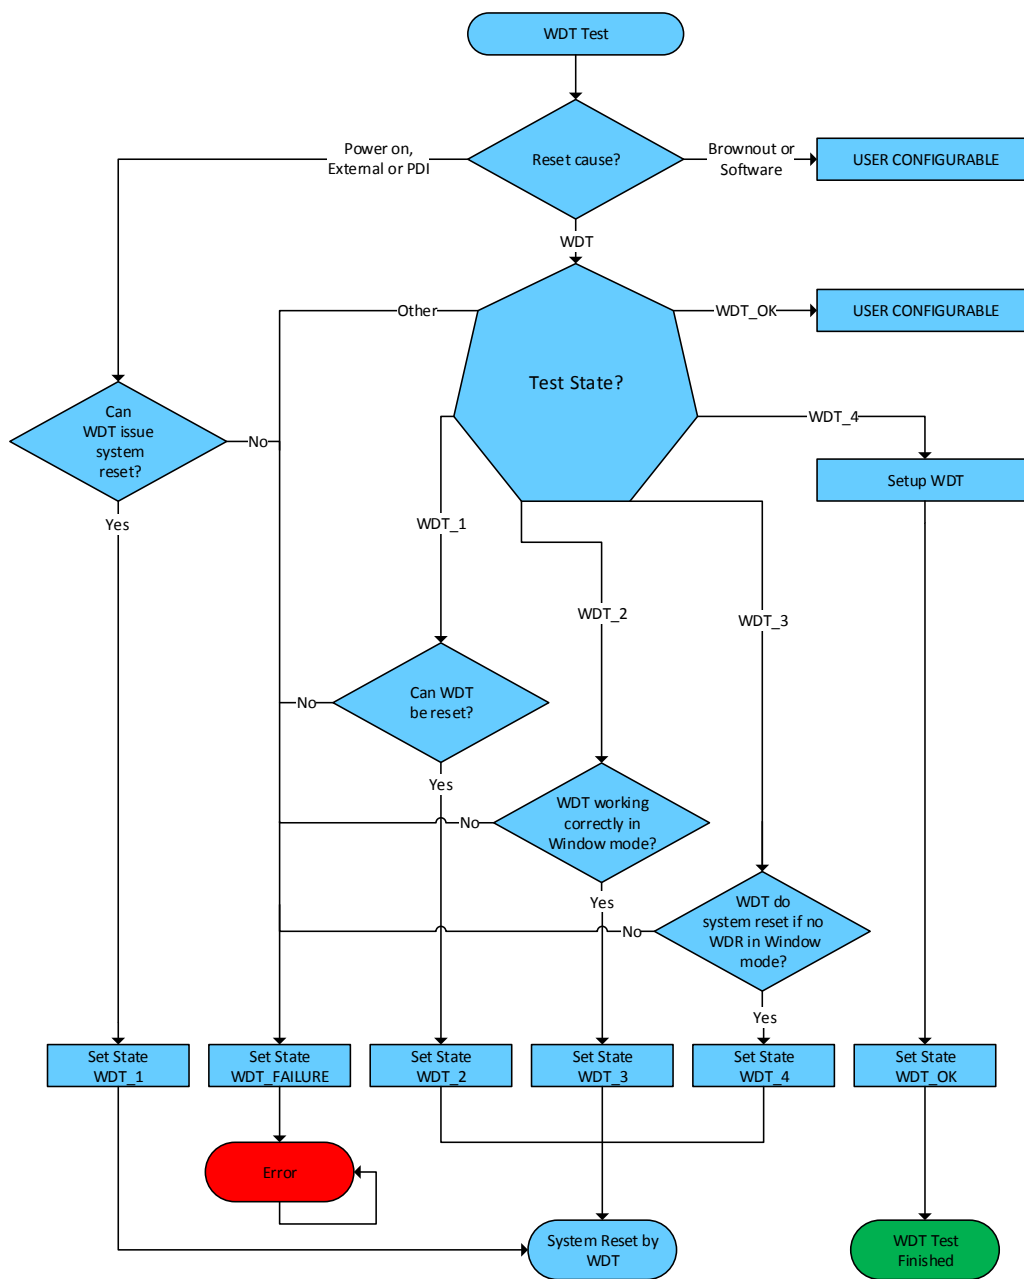 WDT Test
Power on,
External or PDI
Reset cause?
Brownout or
Software
USER CONFIGURABLE
WDT
Other
WDT_OK
USER CONFIGURABLE
Test State?
Can
WDT issue
system
reset?
No
WDT_4
Setup WDT
Yes
WDT_1
WDT_2
WDT_3
No
Can WDT
be reset?
Yes
No
WDT working
correctly in
Window mode?
Yes
No
WDT do
system reset if no
WDR in Window
mode?
Yes
Set State
WDT_1
Set State
WDT_FAILURE
Set State
WDT_2
Set State
WDT_3
Set State
WDT_4
Set State
WDT_OK
Error
System Reset by
WDT
WDT Test
Finished